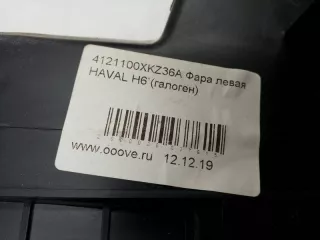 4121100XKZ36A Фара левая
HAVAL H6 (галоген)
www.ooove.ru 12.12.19